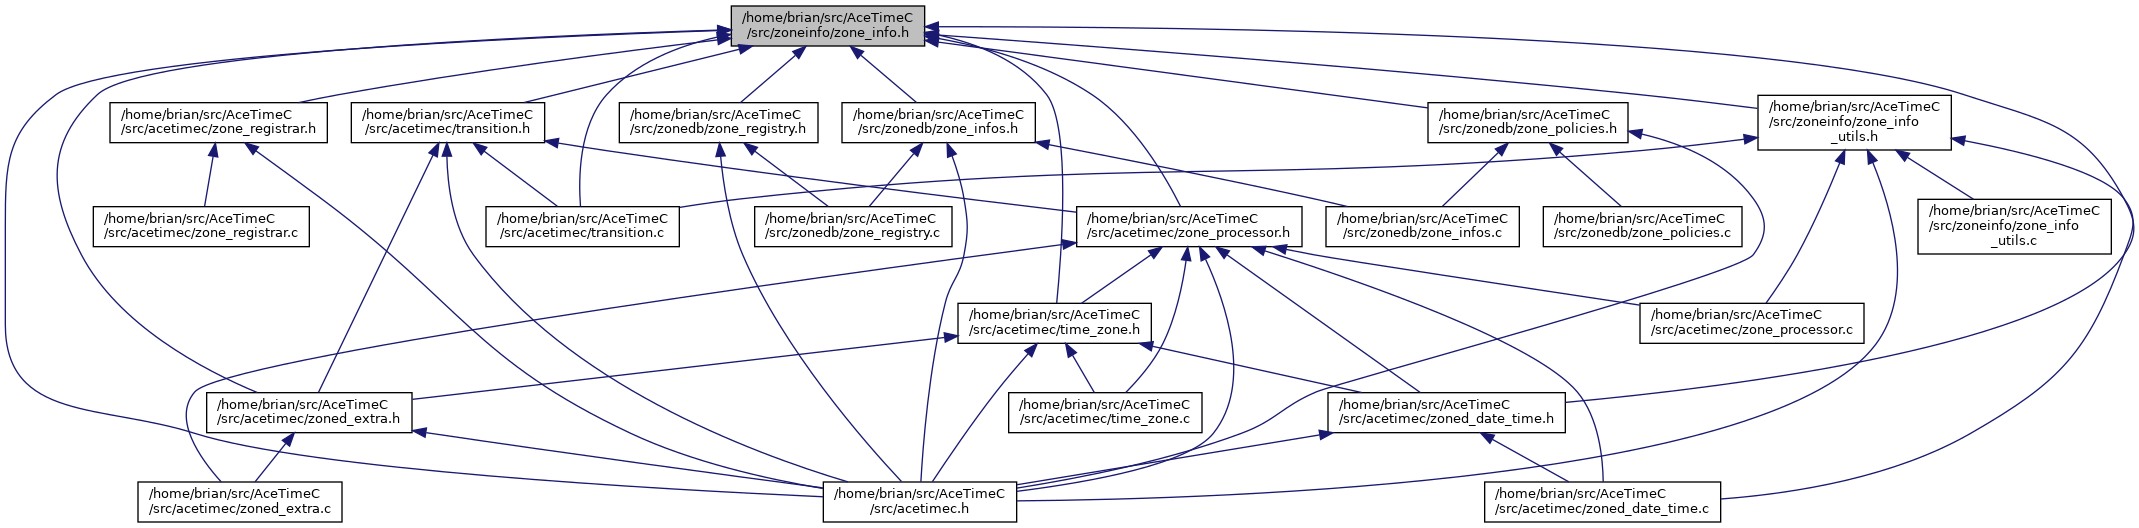 /home/brian/src/AceTimeC
/src/zoneinfo/zone_info.h
/home/brian/src/AceTimeC
/src/acetimec/zone_registrar.h
/home/brian/src/AceTimeC
/src/acetimec/transition.h
/home/brian/src/AceTimeC
/src/zonedb/zone_registry.h
/home/brian/src/AceTimeC
/src/zonedb/zone_infos.h
/home/brian/src/AceTimeC
/src/zonedb/zone_policies.h
/home/brian/src/AceTimeC
/src/zoneinfo/zone_info
_utils.h
/home/brian/src/AceTimeC
/src/acetimec/zone_registrar.c
/home/brian/src/AceTimeC
/src/acetimec/transition.c
/home/brian/src/AceTimeC
/src/zonedb/zone_registry.c
/home/brian/src/AceTimeC
/src/acetimec/zone_processor.h
/home/brian/src/AceTimeC
/src/zonedb/zone_infos.c
/home/brian/src/AceTimeC
/src/zonedb/zone_policies.c
/home/brian/src/AceTimeC
/src/zoneinfo/zone_info
_utils.c
/home/brian/src/AceTimeC
/src/acetimec/time_zone.h
/home/brian/src/AceTimeC
/src/acetimec/zone_processor.c
/home/brian/src/AceTimeC
/src/acetimec/zoned_extra.h
/home/brian/src/AceTimeC
/src/acetimec/time_zone.c
/home/brian/src/AceTimeC
/src/acetimec/zoned_date_time.h
/home/brian/src/AceTimeC
/src/acetimec/zoned_extra.c
/home/brian/src/AceTimeC
/src/acetimec.h
/home/brian/src/AceTimeC
/src/acetimec/zoned_date_time.c